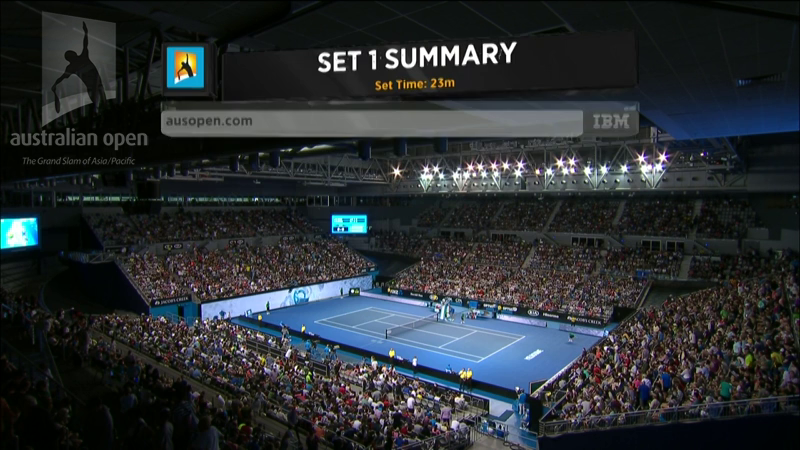 SET 1 SUMMARY
Set Time: 23m
ausopen.com
IBM
australian open
The Grand Slam of Asia/Pacific